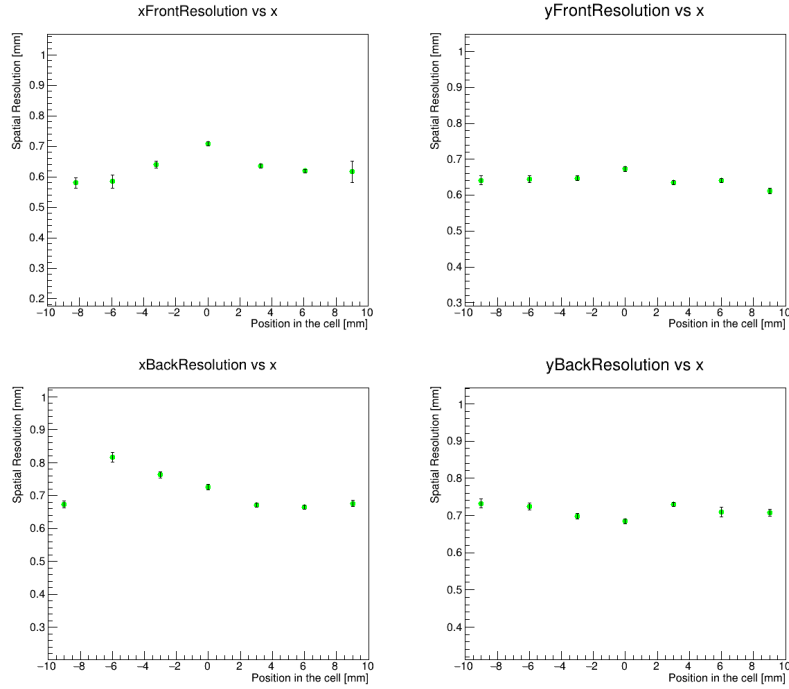 xFrontResolution vs x
Spatial Resolution [mm]
1
0.9
0.8
0.7
0.6
0.5
0.4
0.3
0.2
−10 −8 −6 −4 −2 0 2 4 6 8 10
Position in the cell [mm]
yFrontResolution vs x
Spatial Resolution [mm]
1
0.9
0.8
0.7
0.6
0.5
0.4
0.3
−10 −8 −6 −4 −2 0 2 4 6 8 10
Position in the cell [mm]
xBackResolution vs x
Spatial Resolution [mm]
1
0.9
0.8
0.7
0.6
0.5
0.4
0.3
−10 −8 −6 −4 −2 0 2 4 6 8 10
Position in the cell [mm]
yBackResolution vs x
Spatial Resolution [mm]
1
0.9
0.8
0.7
0.6
0.5
0.4
−10 −8 −6 −4 −2 0 2 4 6 8 10
Position in the cell [mm]